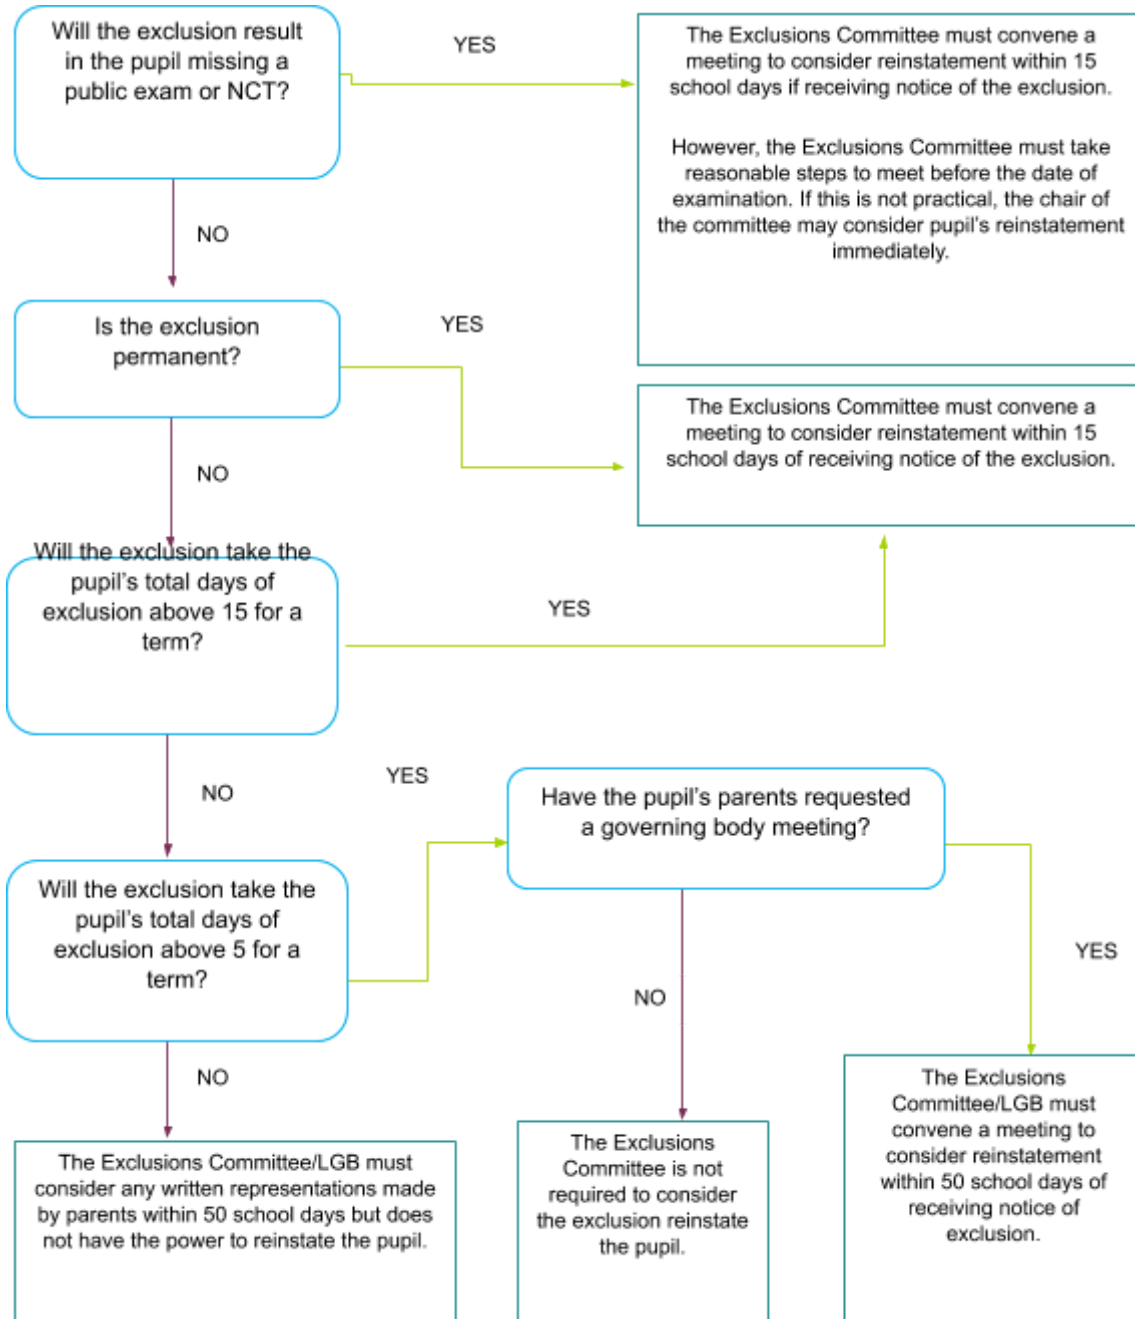 Will the exclusion result
in the pupil missing a
public exam or NCT?
YES
The Exclusions Committee must convene a
meeting to consider reinstatement within 15
school days if receiving notice of the exclusion.
However, the Exclusions Committee must take
reasonable steps to meet before the date of
examination. If this is not practical, the chair of
the committee may consider pupil's reinstatement
immediately.
NO
Is the exclusion
permanent?
YES
The Exclusions Committee must convene a
meeting to consider reinstatement within 15
school days of receiving notice of the exclusion.
NO
Will the exclusion take the
pupil's total days of
exclusion above 15 for a
term?
YES
NO
Will the exclusion take the
pupil's total days of
exclusion above 5 for a
term?
YES
Have the pupil's parents requested
a governing body meeting?
YES
NO
NO
The Exclusions Committee/LGB must
consider any written representations made
by parents within 50 school days but does
not have the power to reinstate the pupil.
The Exclusions
Committee is not
required to consider
the exclusion reinstate
the pupil.
The Exclusions
Committee/LGB must
convene a meeting to
consider reinstatement
within 50 school days of
receiving notice of
exclusion.